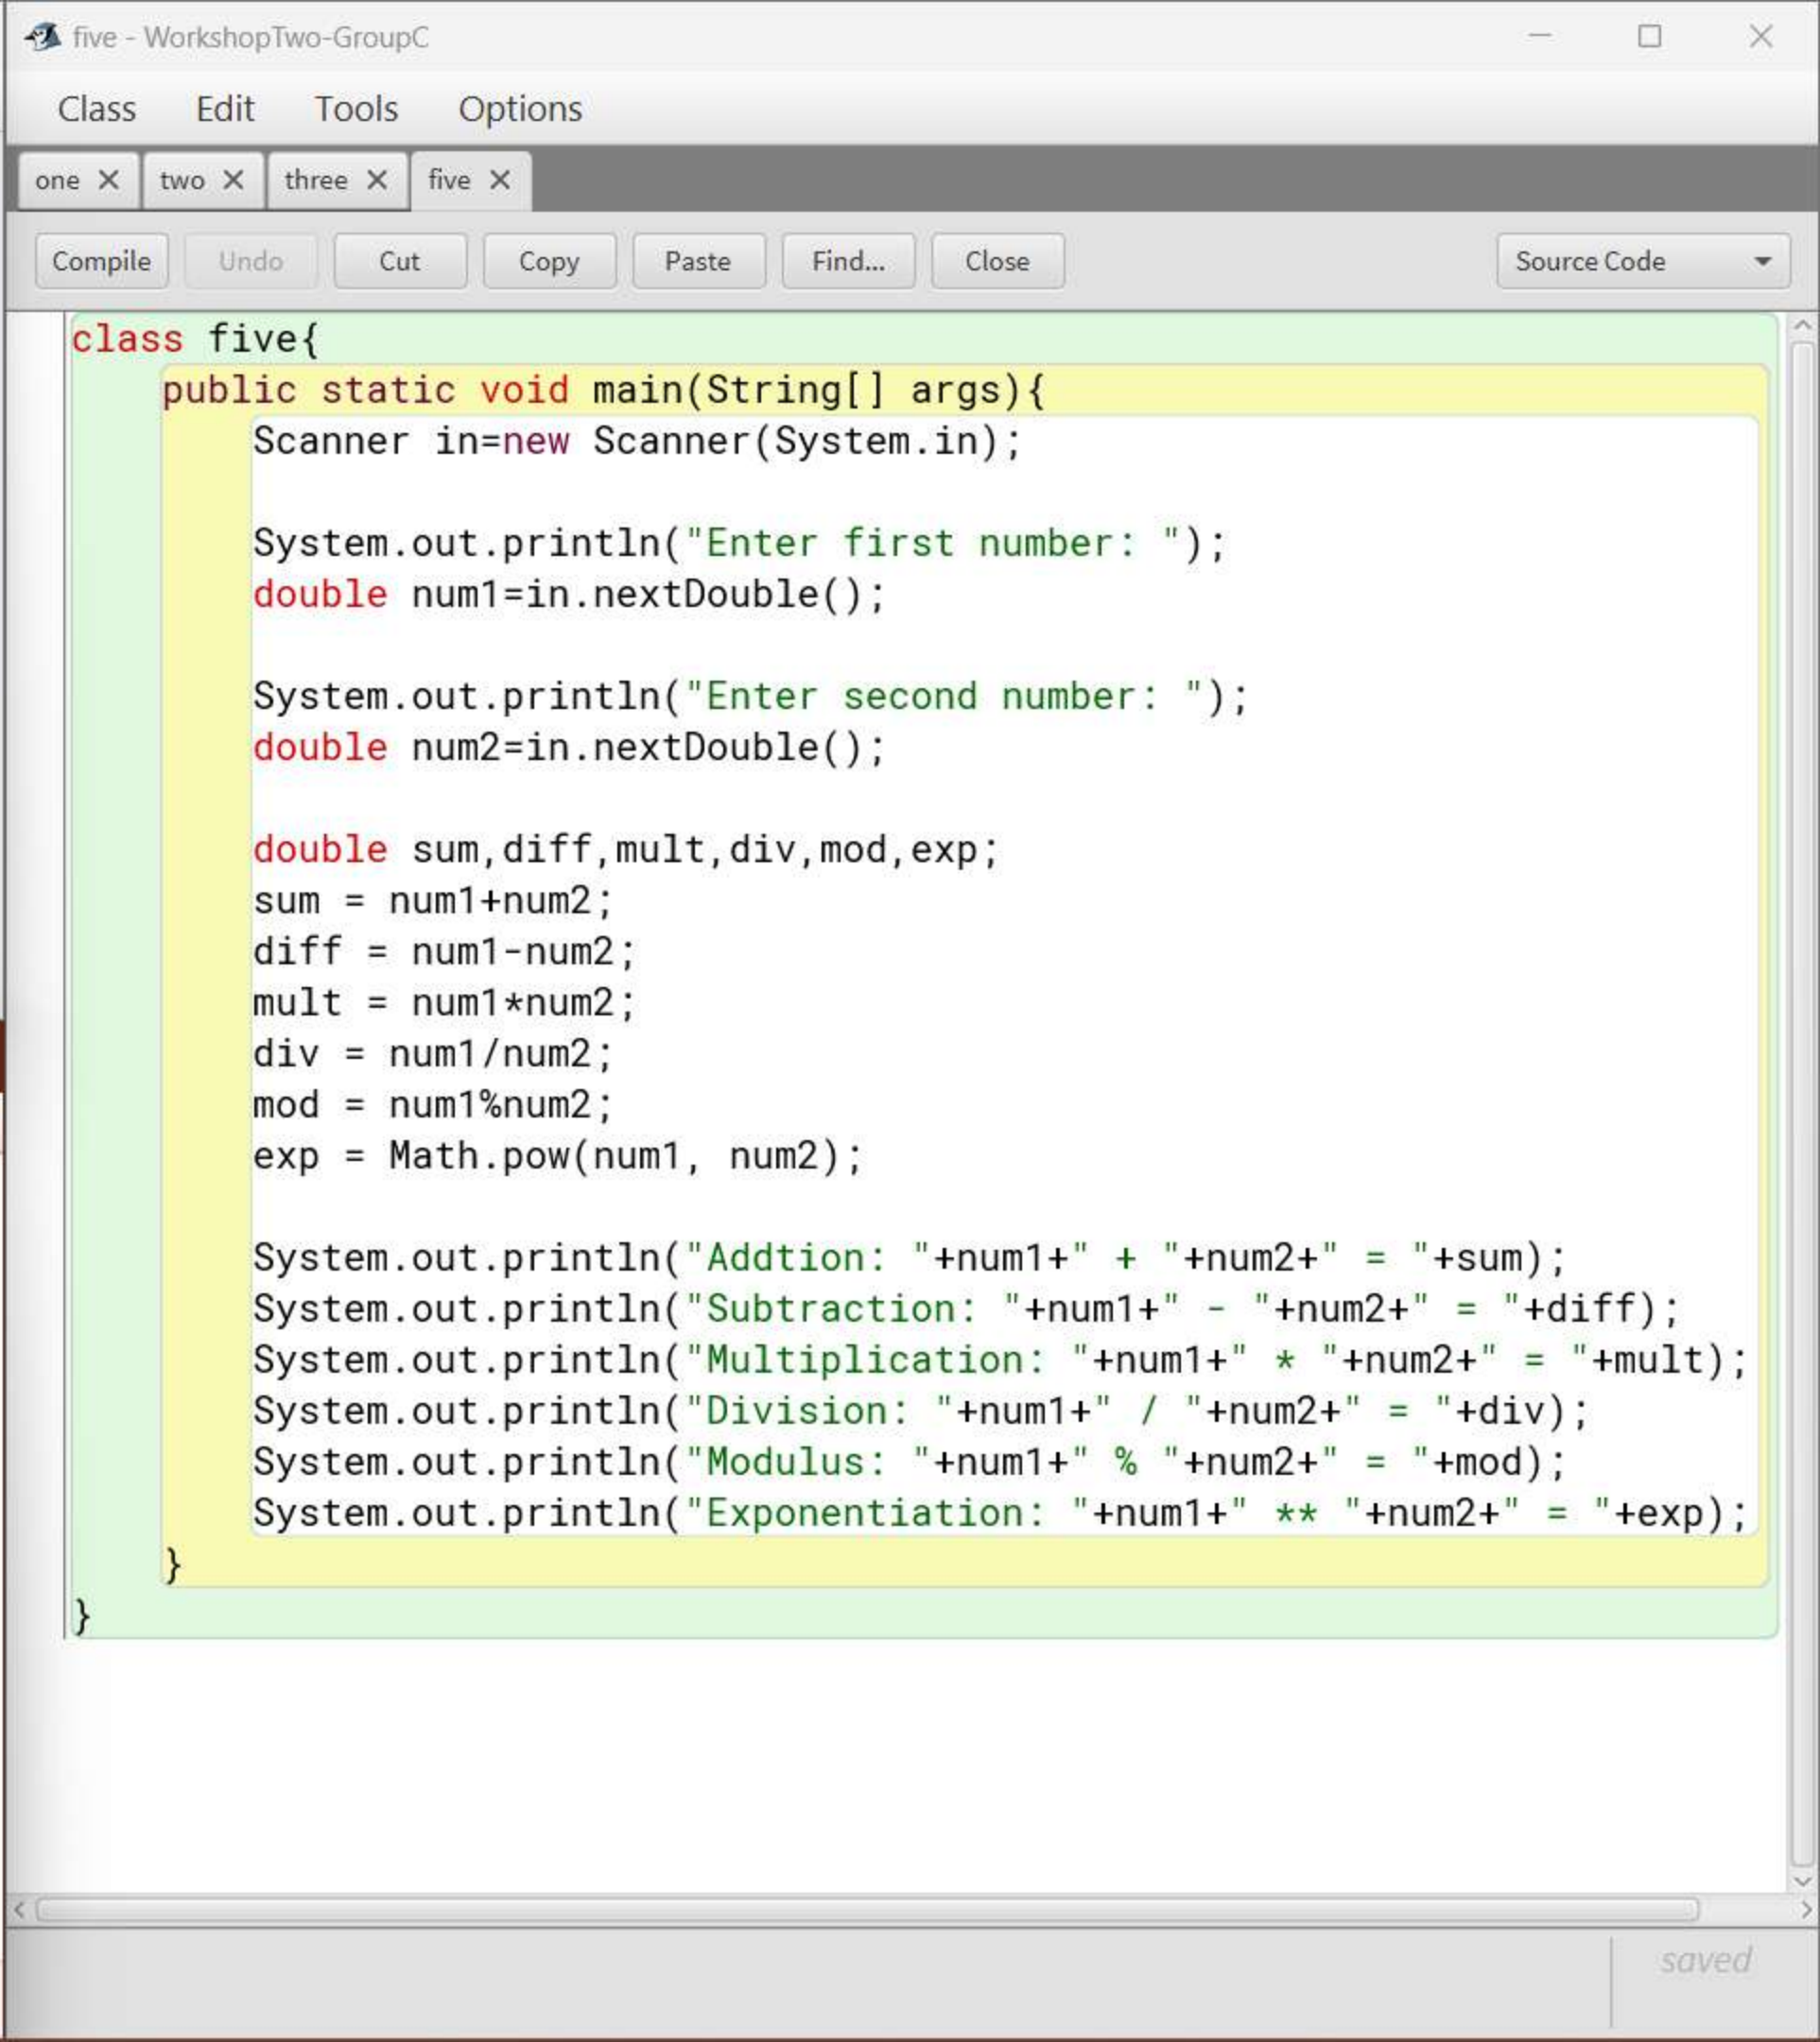 five - WorkshopTwo-GroupC
Class Edit Tools Options
one two three five
Compile Undo Cut Copy Paste Find... Close Source Code
class five{
public static void main(String[] args){
Scanner in=new Scanner(System.in);
System.out.println("Enter first number: ");
double num1=in.nextDouble();
System.out.println("Enter second number: ");
double num2=in.nextDouble();
double sum,diff,mult,div,mod,exp;
sum = num1+num2;
diff = num1-num2;
mult = num1*num2;
div = num1/num2;
mod = num1%num2;
exp = Math.pow(num1, num2);
System.out.println("Addtion: "+num1+" + "+num2+" = "+sum);
System.out.println("Subtraction: "+num1+" - "+num2+" = "+diff);
System.out.println("Multiplication: "+num1+" * "+num2+" = "+mult);
System.out.println("Division: "+num1+" / "+num2+" = "+div);
System.out.println("Modulus: "+num1+" % "+num2+" = "+mod);
System.out.println("Exponentiation: "+num1+" ** "+num2+" = "+exp);
}
}
saved